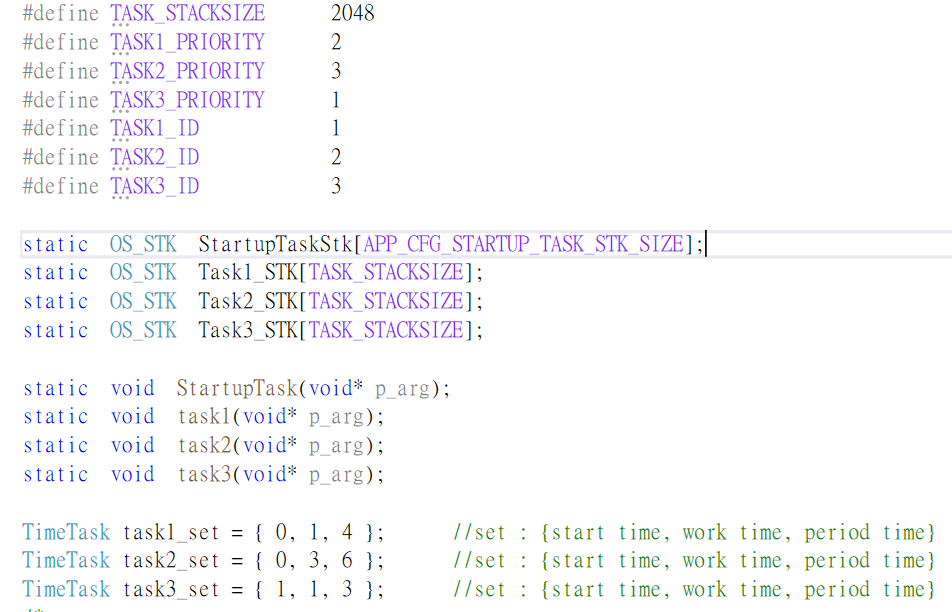 #define TASK_STACKSIZE 2048
#define TASK1_PRIORITY 2
#define TASK2_PRIORITY 3
#define TASK3_PRIORITY 1
#define TASK1_ID 1
#define TASK2_ID 2
#define TASK3_ID 3
static OS_STK StartupTaskStk[APP_CFG_STARTUP_TASK_STK_SIZE];
static OS_STK Task1_STK[TASK_STACKSIZE];
static OS_STK Task2_STK[TASK_STACKSIZE];
static OS_STK Task3_STK[TASK_STACKSIZE];
static void StartupTask(void* p_arg);
static void task1(void* p_arg);
static void task2(void* p_arg);
static void task3(void* p_arg);
TimeTask task1_set = { 0, 1, 4 }; //set : {start time, work time, period time}
TimeTask task2_set = { 0, 3, 6 }; //set : {start time, work time, period time}
TimeTask task3_set = { 1, 1, 3 }; //set : {start time, work time, period time}